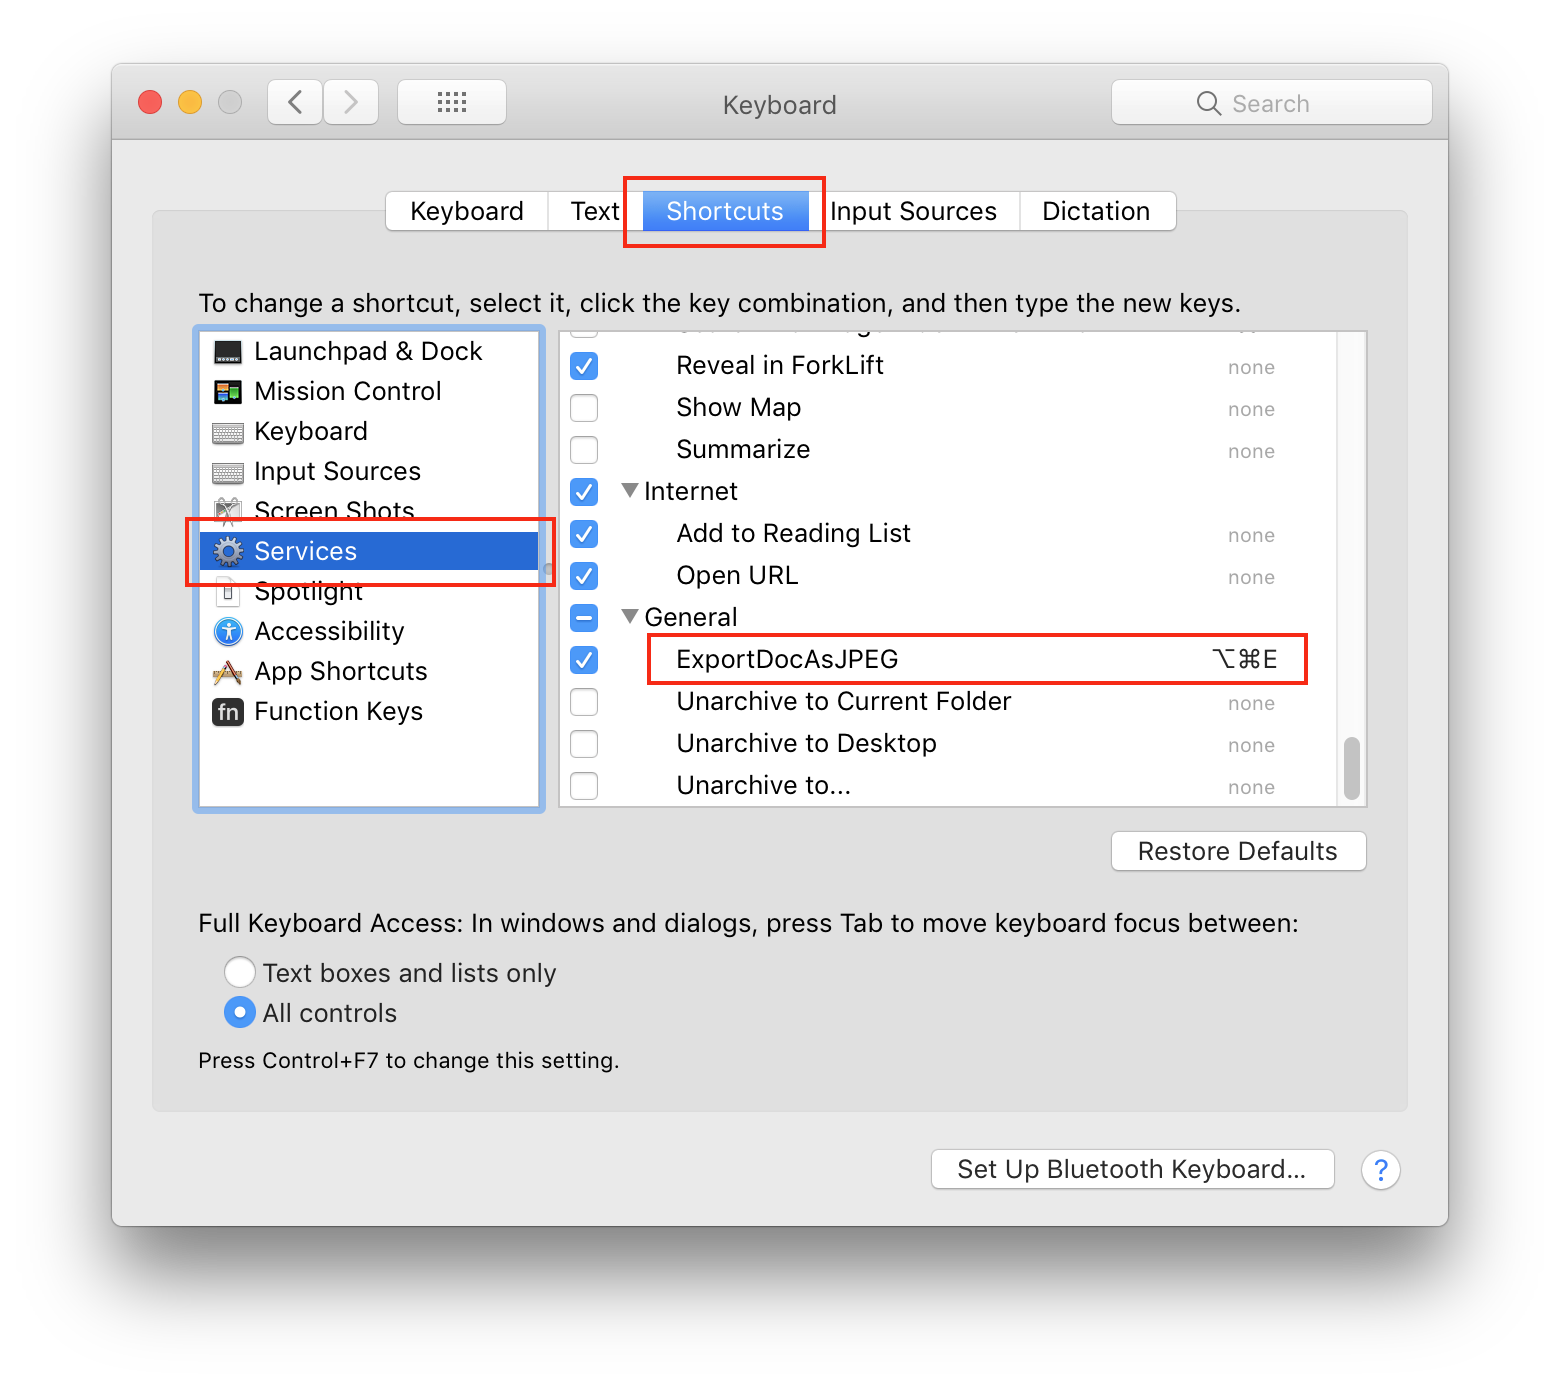 Keyboard
Search
Keyboard Text Shortcuts Input Sources Dictation
To change a shortcut, select it, click the key combination, and then type the new keys.
Launchpad & Dock
Mission Control
Keyboard
Input Sources
Screen Shots
Services
Spotlight
Accessibility
App Shortcuts
fn Function Keys
Reveal in ForkLift none
Show Map none
Summarize none
Internet
Add to Reading List none
Open URL none
General
ExportDocAsJPEG ⌥⌘E
Unarchive to Current Folder none
Unarchive to Desktop none
Unarchive to... none
Restore Defaults
Full Keyboard Access: In windows and dialogs, press Tab to move keyboard focus between:
Text boxes and lists only
All controls
Press Control+F7 to change this setting.
Set Up Bluetooth Keyboard...
?